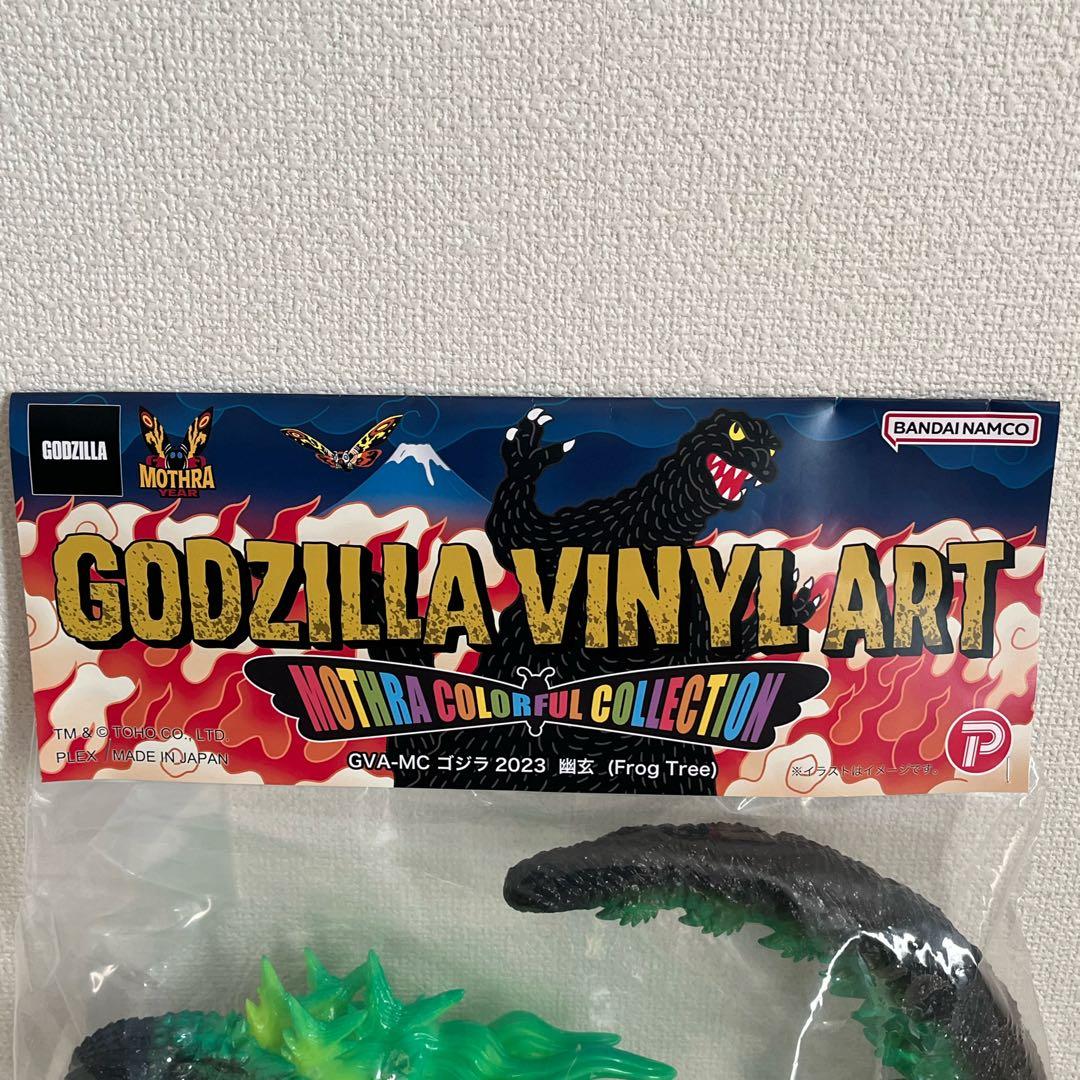 GODZILLA
MOTHRA
YEAR
BANDAI NAMCO
GODZILLA VINYL ART
MOTHRA COLORFUL COLLECTION
TM & © TOHO CO., LTD.
PLEX MADE IN JAPAN
GVA-MC ゴジラ 2023 幽玄 (Frog Tree)
※イラストはイメージです。
P